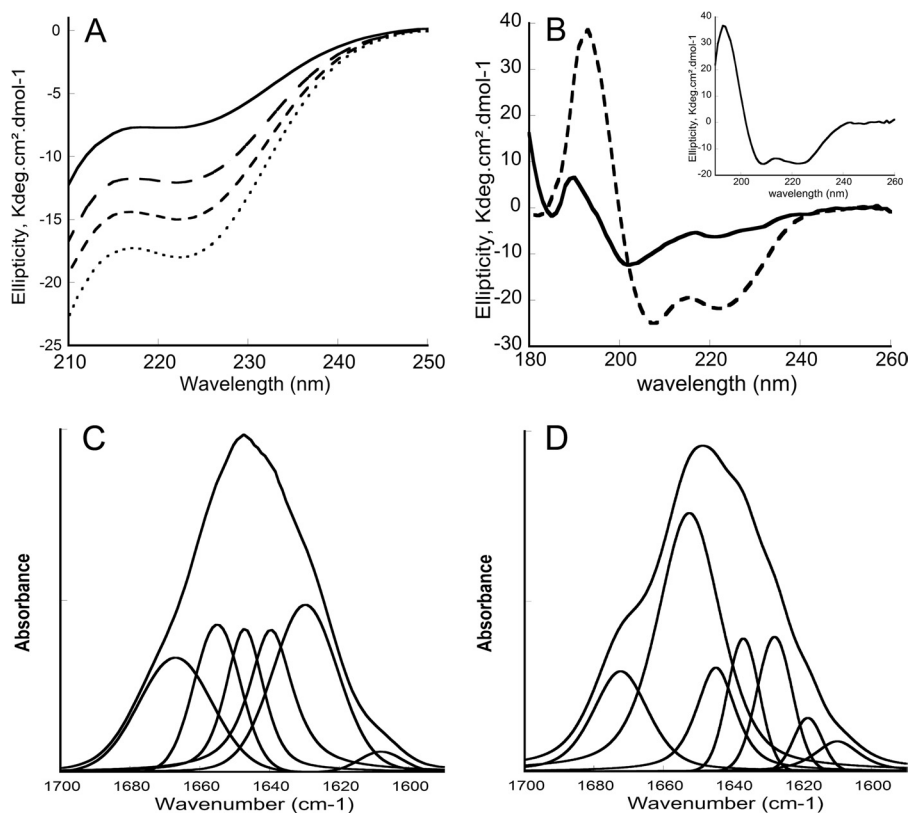 A
Ellipticity, Kdeg.cm².dmol-1
0
-5
-10
-15
-20
-25
210 220 230 240 250
Wavelength (nm)
B
Ellipticity, Kdeg.cm².dmol-1
40
30
20
10
0
-10
-20
-30
180 200 220 240 260
wavelength (nm)
Ellipticity, Kdeg.cm².dmol-1
40
30
20
10
0
-10
-20
200 220 240 260
wavelength (nm)
C
Absorbance
1700 1680 1660 1640 1620 1600
Wavenumber (cm-1)
D
Absorbance
1700 1680 1660 1640 1620 1600
Wavenumber (cm-1)